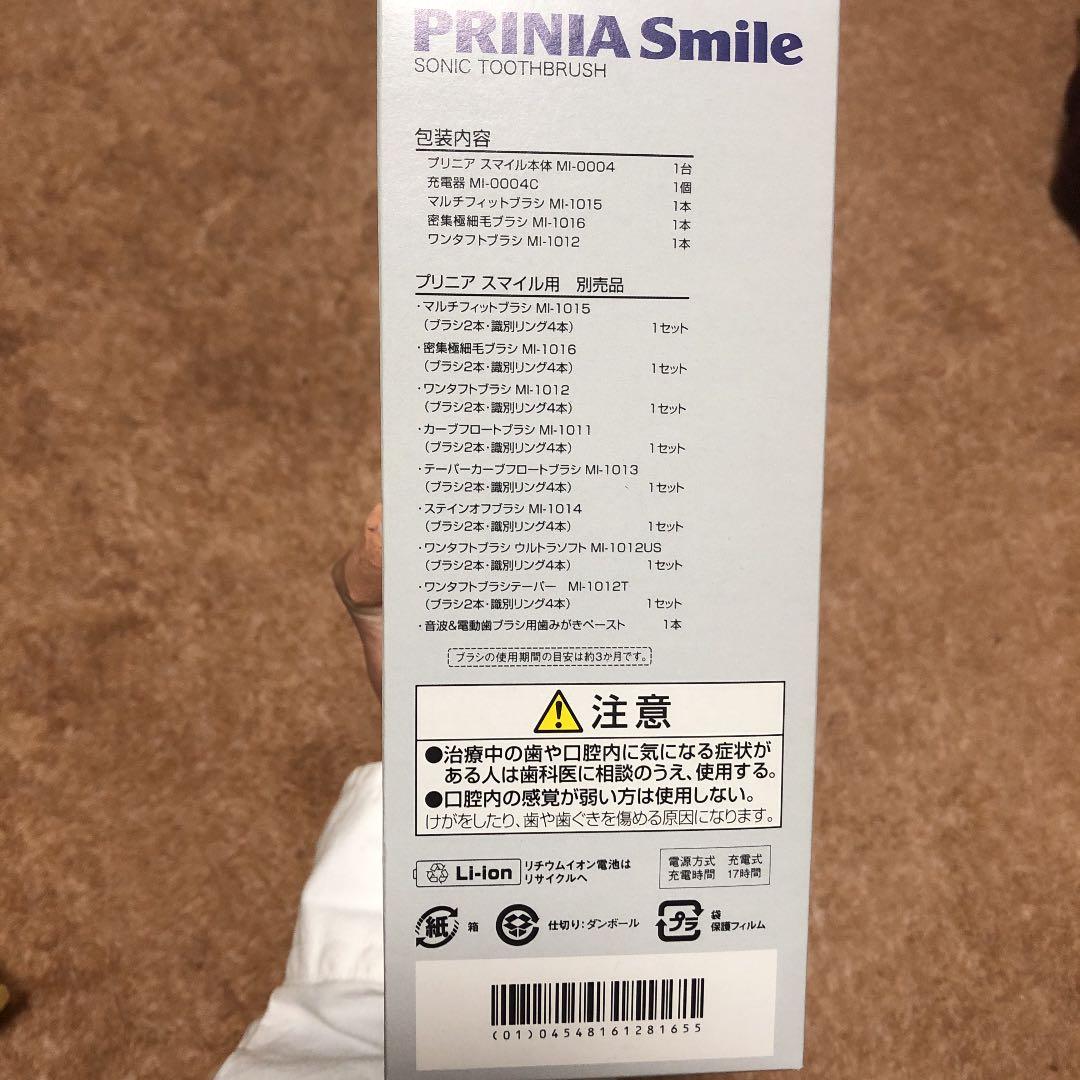 PRINIA Smile
SONIC TOOTHBRUSH
包装内容
プリニア スマイル本体 MI-0004 1台
充電器 MI-0004C 1個
マルチフィットブラシ MI-1015 1本
密集極細毛ブラシ MI-1016 1本
ワンタフトブラシ MI-1012 1本
プリニア スマイル用 別売品
・マルチフィットブラシ MI-1015
（ブラシ2本・識別リング4本） 1セット
・密集極細毛ブラシ MI-1016
（ブラシ2本・識別リング4本） 1セット
・ワンタフトブラシ MI-1012
（ブラシ2本・識別リング4本） 1セット
・カーブフロートブラシ MI-1011
（ブラシ2本・識別リング4本） 1セット
・テーパーカーブフロートブラシ MI-1013
（ブラシ2本・識別リング4本） 1セット
・ステインオフブラシ MI-1014
（ブラシ2本・識別リング4本） 1セット
・ワンタフトブラシ ウルトラソフト MI-1012US
（ブラシ2本・識別リング4本） 1セット
・ワンタフトブラシテーパー MI-1012T
（ブラシ2本・識別リング4本） 1セット
・音波&電動歯ブラシ用歯みがきペースト 1本
ブラシの使用期間の目安は約3か月です。
注意
●治療中の歯や口腔内に気になる症状が
ある人は歯科医に相談のうえ、使用する。
●口腔内の感覚が弱い方は使用しない。
けがをしたり、歯や歯ぐきを傷める原因になります。
Li-ion リチウムイオン電池は
リサイクルへ
電源方式 充電式
充電時間 17時間
紙 箱
仕切り:ダンボール
プラ 袋
保護フィルム
(01)04548161281655